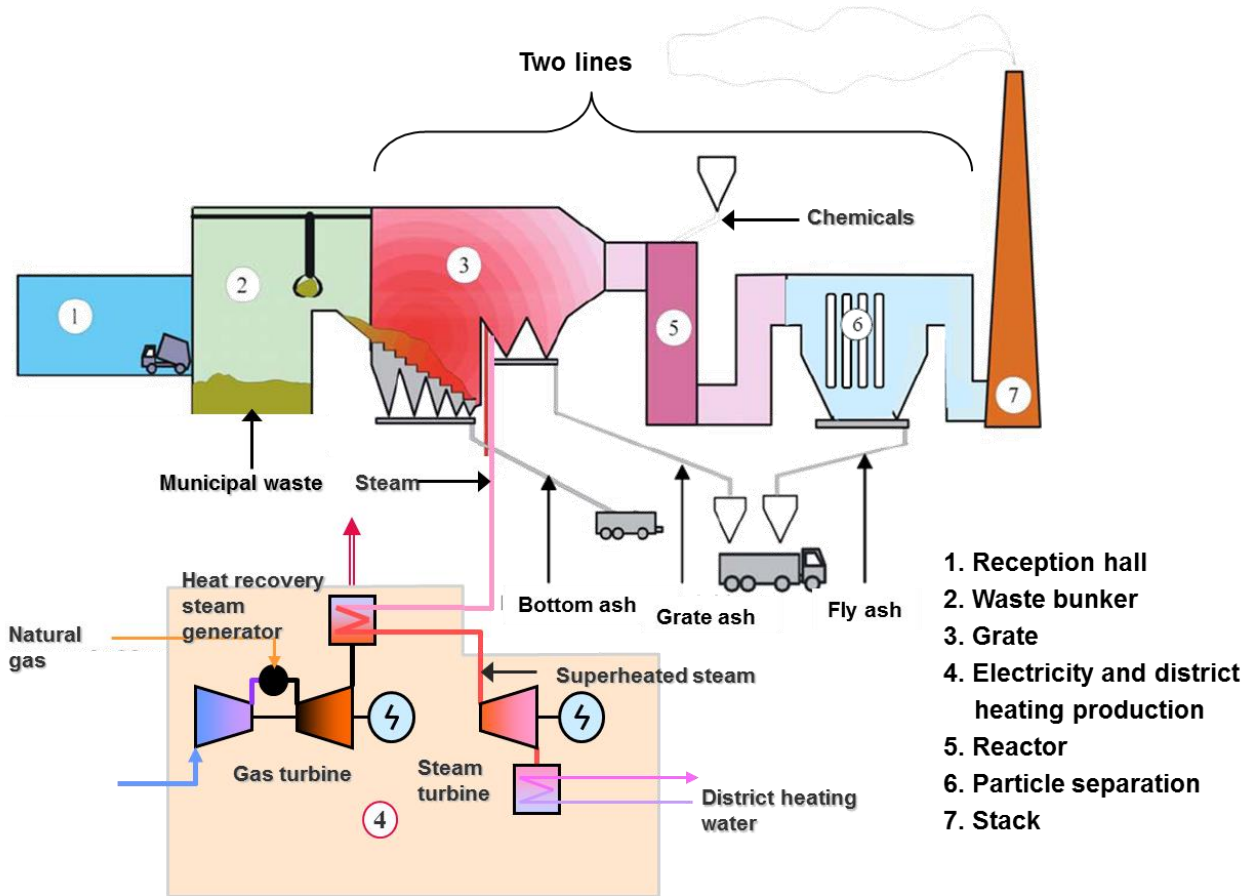 Two lines
Chemicals
1
2
3
5
6
7
Municipal waste
Steam
Bottom ash
Grate ash
Fly ash
Heat recovery
steam
generator
Natural
gas
Superheated steam
Gas turbine
Steam
turbine
District heating
water
4
1. Reception hall
2. Waste bunker
3. Grate
4. Electricity and district
heating production
5. Reactor
6. Particle separation
7. Stack